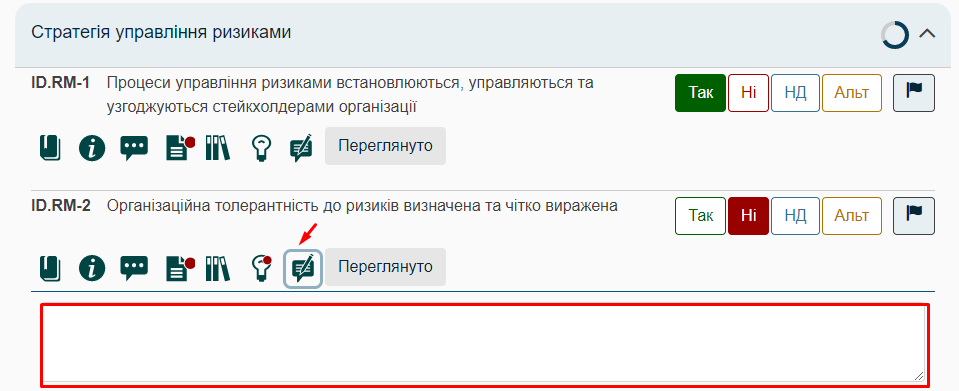 Стратегія управління ризиками
ID.RM-1 Процеси управління ризиками встановлюються, управляються та
узгоджуються стейкхолдерами організації
Так Ні НД Альт
Переглянуто
ID.RM-2 Організаційна толерантність до ризиків визначена та чітко виражена
Так Ні НД Альт
Переглянуто